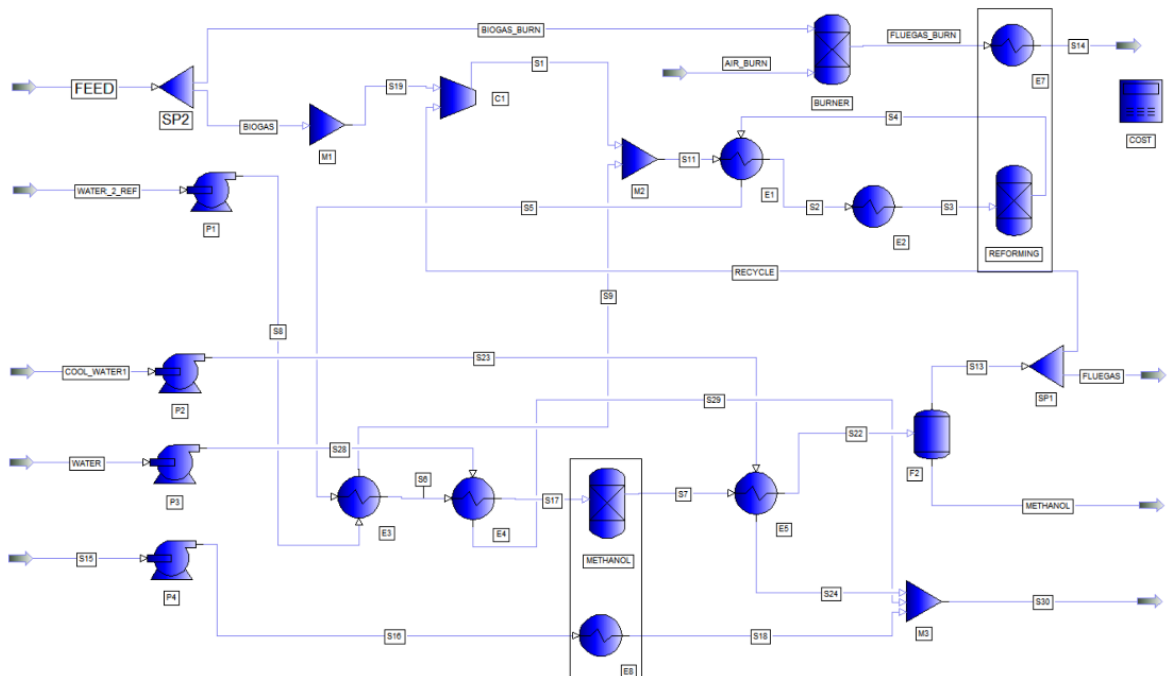 BIOGAS_BURN
FLUEGAS_BURN
S14
FEED
SP2
S1
AIR_BURN
BURNER
E7
S19
C1
BIOGAS
M1
S4
COST
M2
S11
E1
WATER_2_REF
P1
S5
S2
E2
S3
REFORMING
RECYCLE
S9
S8
COOL_WATER1
P2
S23
S13
SP1
FLUEGAS
S29
S22
F2
WATER
P3
S28
S6
E3
E4
S17
METHANOL
S7
E5
METHANOL
S15
P4
S24
M3
S30
S16
E8
S18